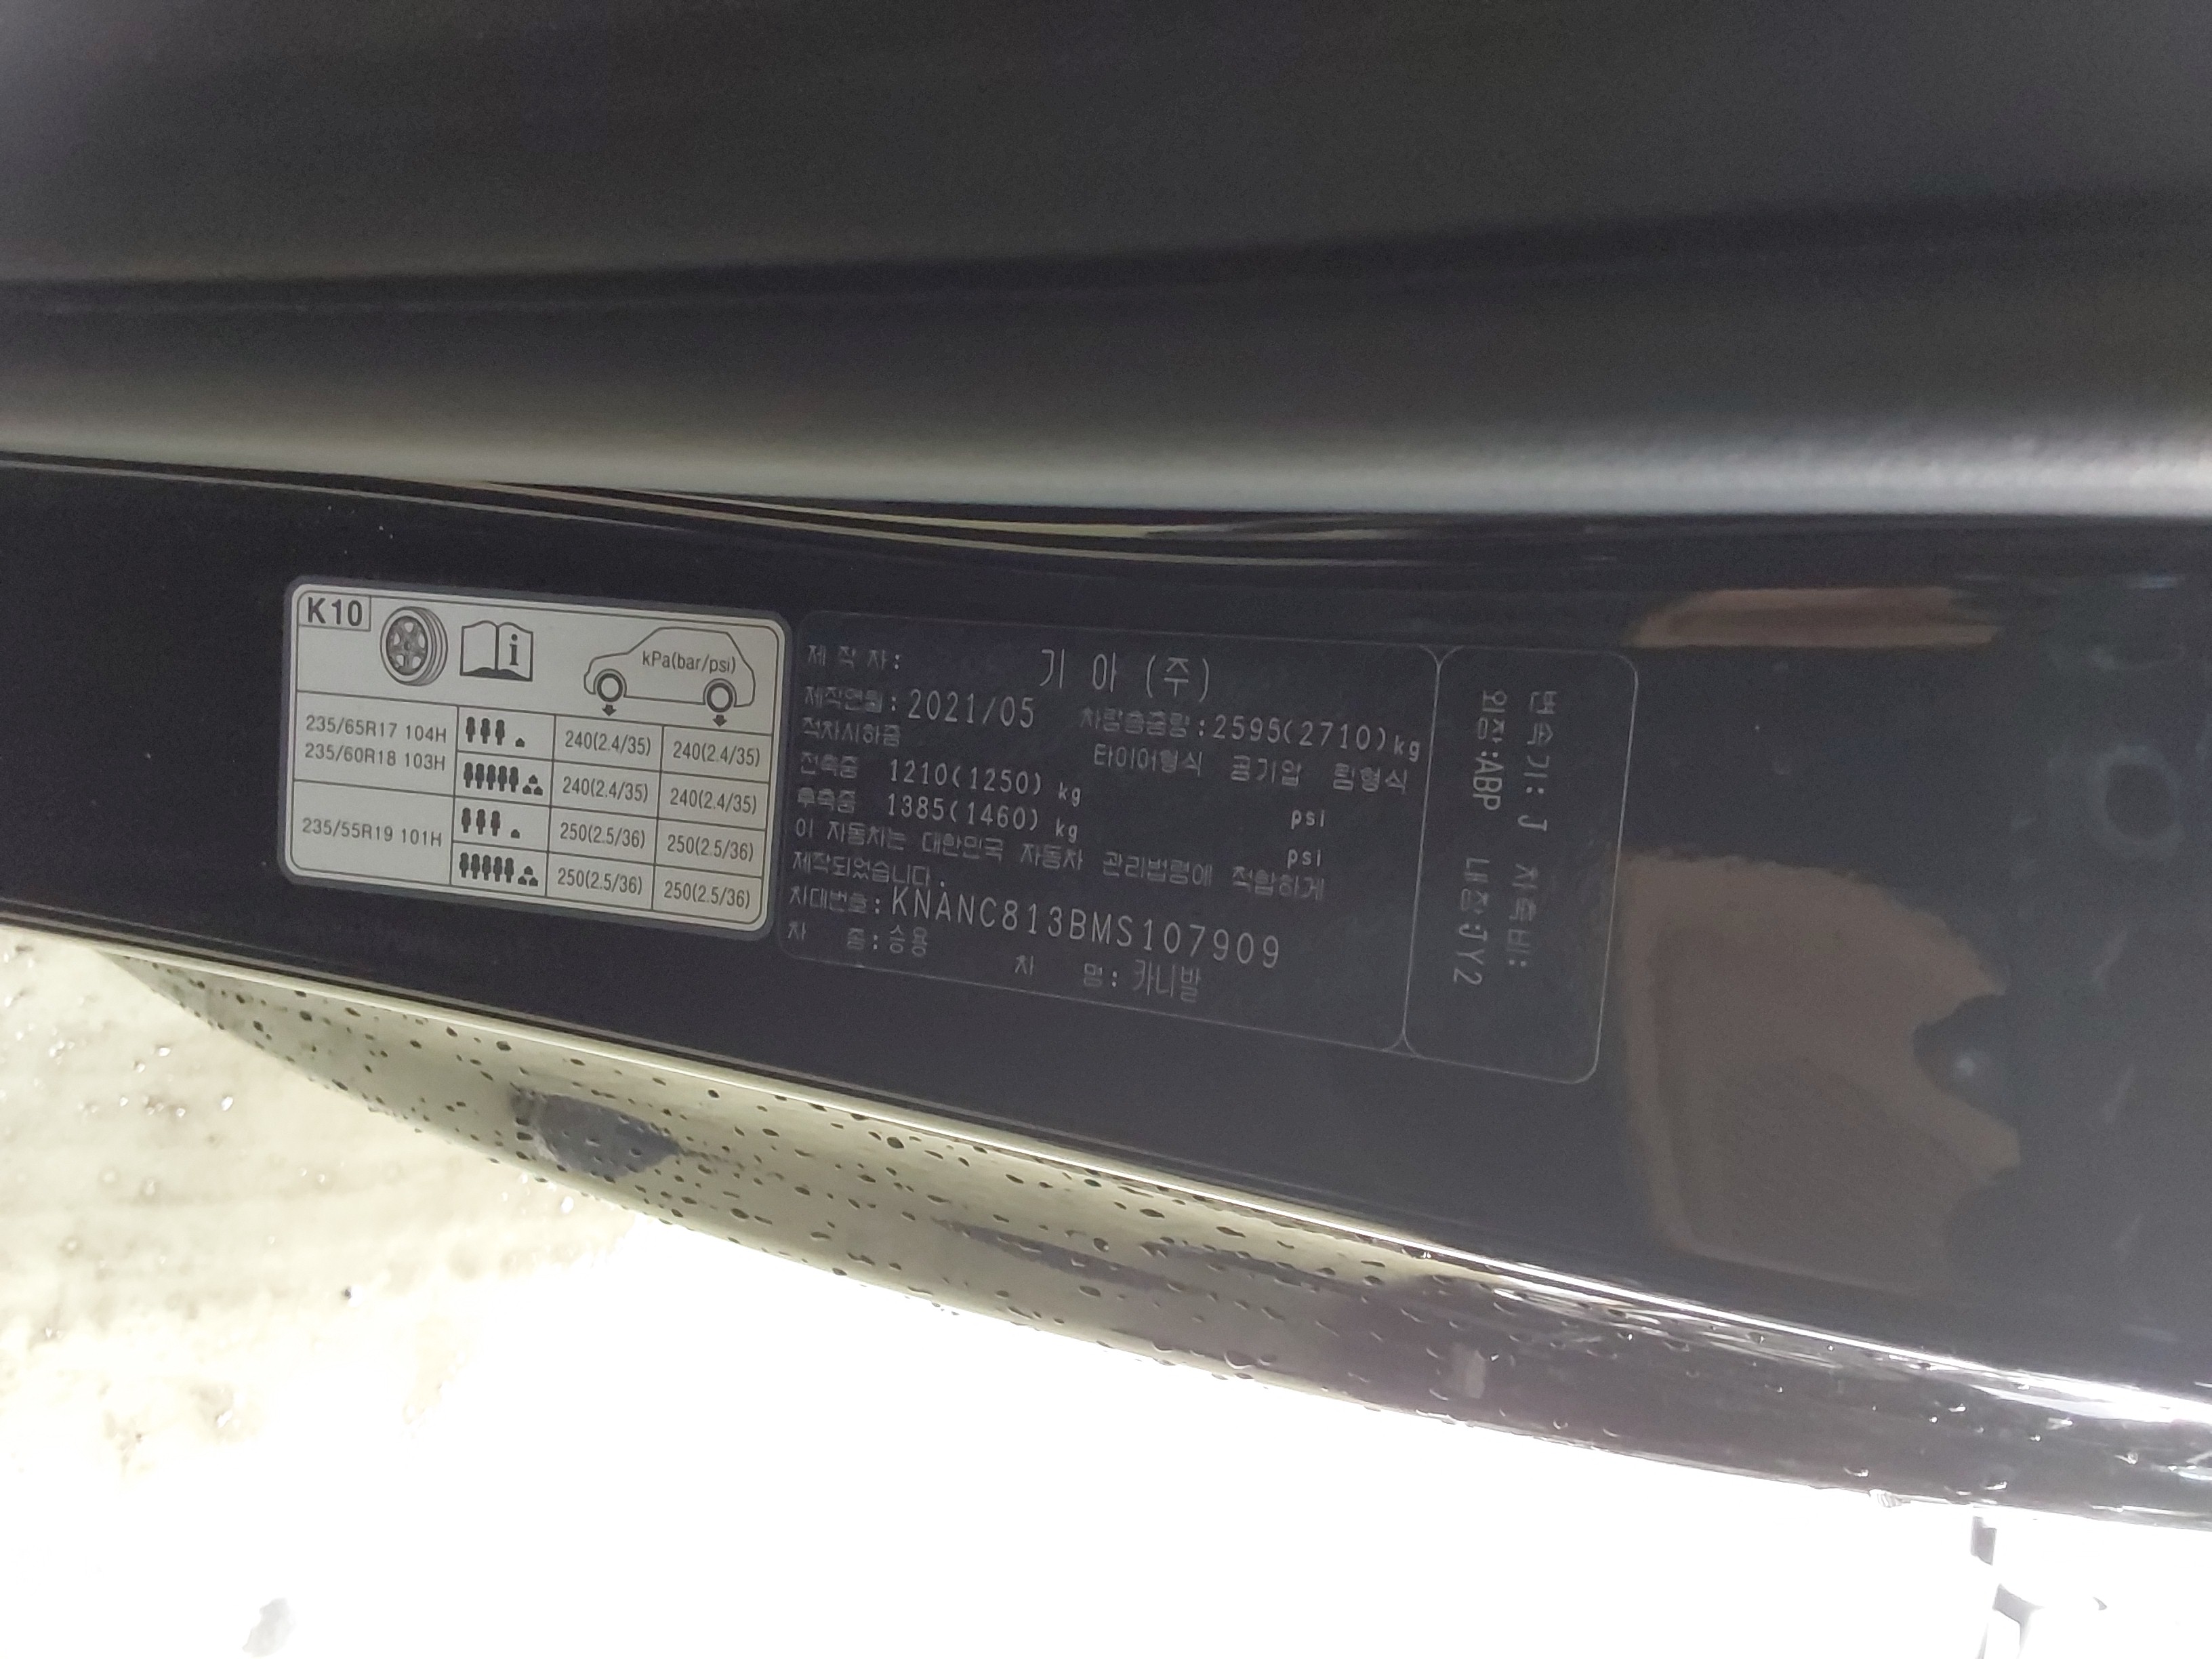 K10
kPa(bar/psi)
235/65R17 104H
235/60R18 103H
240(2.4/35) 240(2.4/35)
240(2.4/35) 240(2.4/35)
235/55R19 101H
250(2.5/36) 250(2.5/36)
250(2.5/36) 250(2.5/36)
제 작 자: 기 아 (주)
제작연월: 2021/05 차량총중량:2595(2710)kg
적차시하중 타이어형식 공기압 림형식
전축중 1210(1250) kg psi
후축중 1385(1460) kg psi
이 자동차는 대한민국 자동차 관리법령에 적합하게
제작되었습니다.
차대번호: KNANC813BMS107909
차 종:승용 차 명: 카니발
변속기: J 차축비:
외장:ABP 내장:JY2